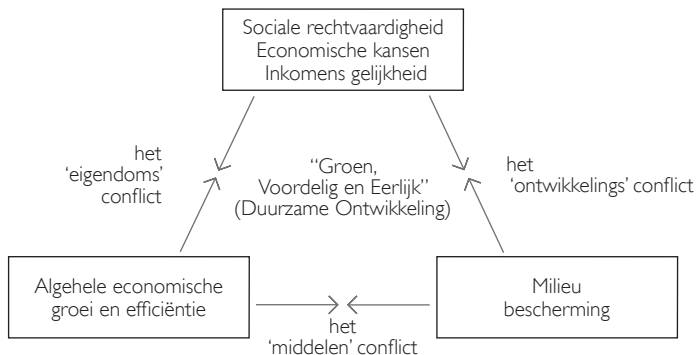 Sociale rechtvaardigheid
Economische kansen
Inkomens gelijkheid
het
'eigendoms'
conflict
"Groen,
Voordelig en Eerlijk"
(Duurzame Ontwikkeling)
het
'ontwikkelings' conflict
Algehele economische
groei en efficiëntie
Milieu
bescherming
het
'middelen' conflict